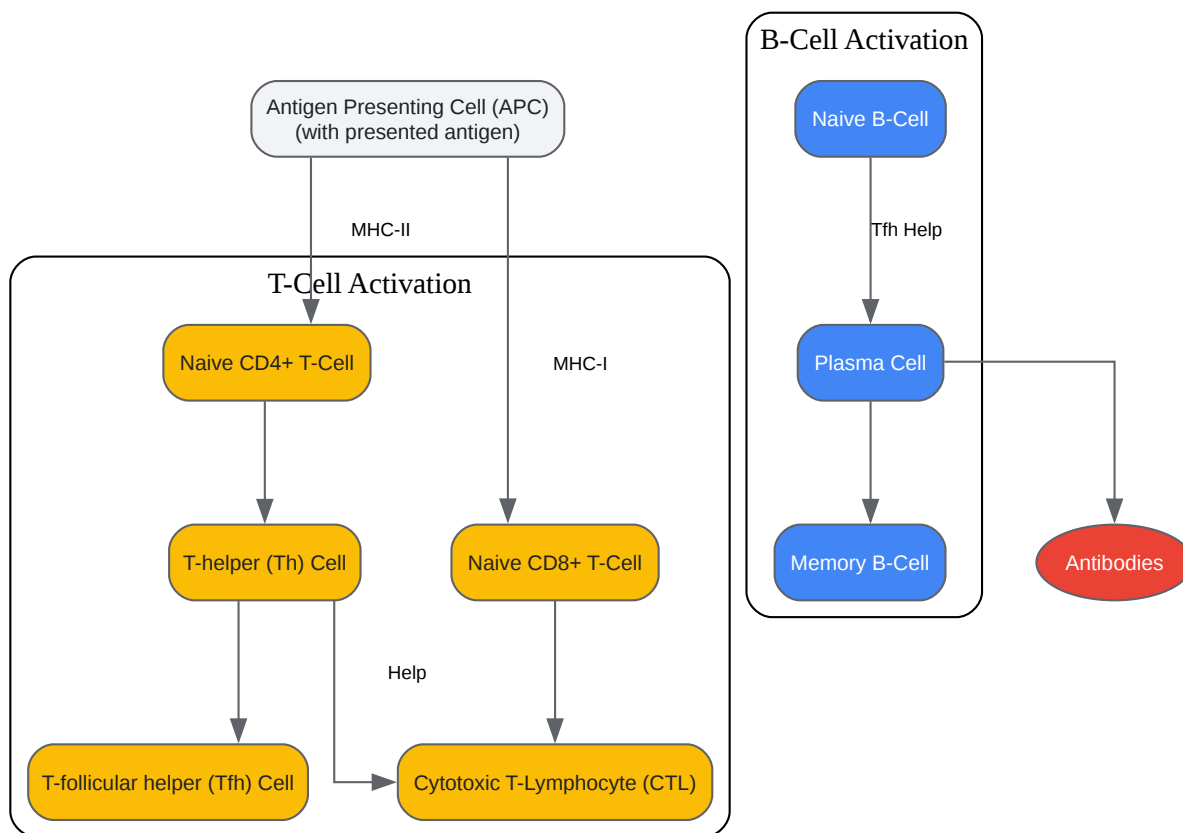 B-Cell Activation
Antigen Presenting Cell (APC)
(with presented antigen)
Naive B-Cell
MHC-II
Tfh Help
T-Cell Activation
Naive CD4+ T-Cell
MHC-I
Plasma Cell
T-helper (Th) Cell
Naive CD8+ T-Cell
Memory B-Cell
Antibodies
Help
T-follicular helper (Tfh) Cell
Cytotoxic T-Lymphocyte (CTL)